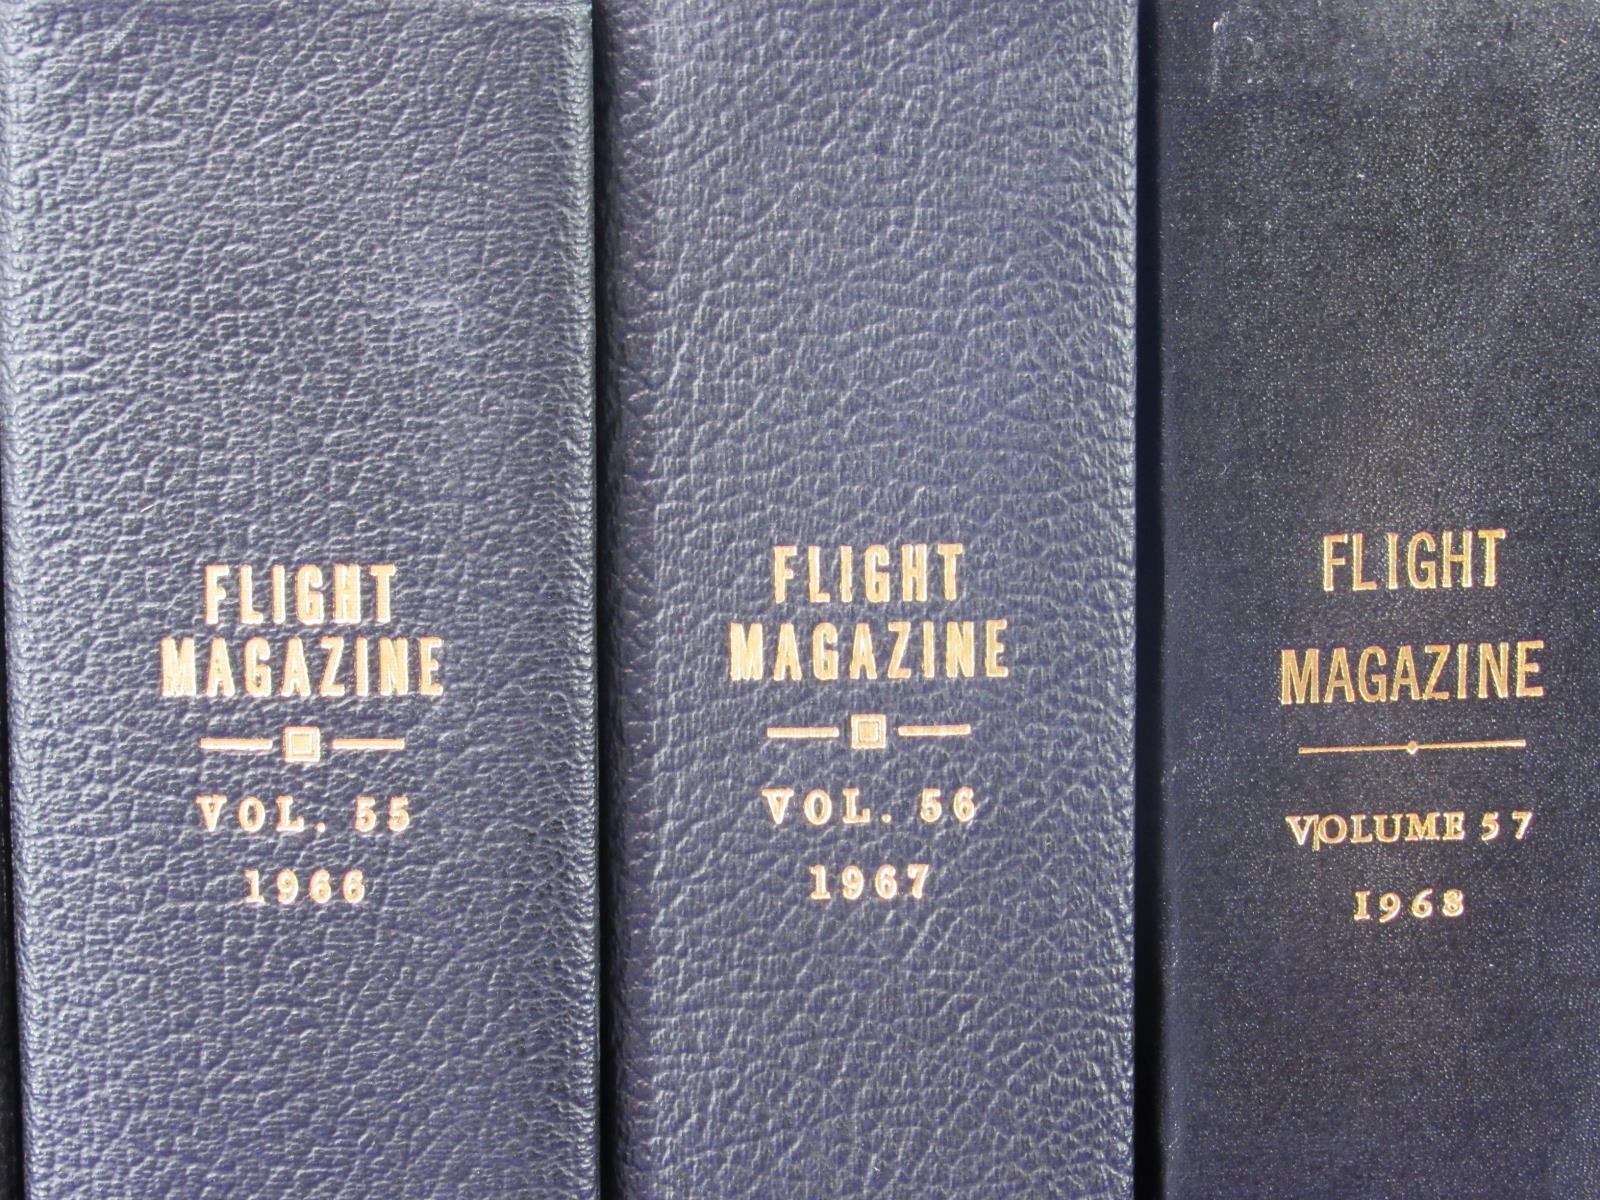 FLIGHT
MAGAZINE
VOL. 55
1966
FLIGHT
MAGAZINE
VOL. 56
1967
FLIGHT
MAGAZINE
VOLUME 57
1968